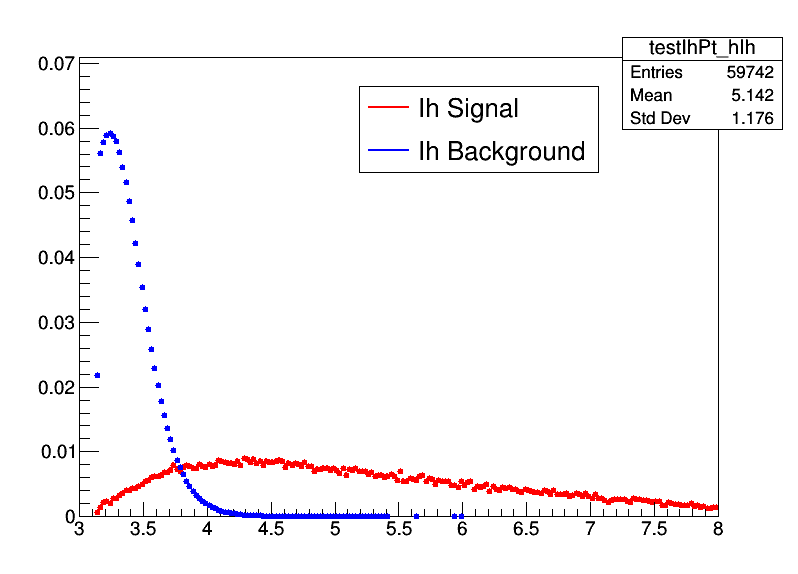 testIhPt_hIh
Entries 59742
Mean 5.142
Std Dev 1.176
Ih Signal
Ih Background
0.07
0.06
0.05
0.04
0.03
0.02
0.01
0
3 3.5 4 4.5 5 5.5 6 6.5 7 7.5 8